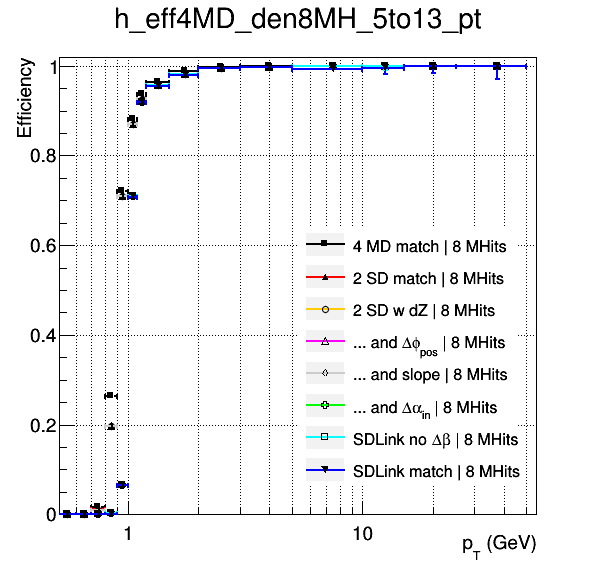 h_eff4MD_den8MH_5to13_pt
Efficiency
1
0.8
0.6
0.4
0.2
0
4 MD match | 8 MHits
2 SD match | 8 MHits
2 SD w dZ | 8 MHits
... and Δϕpos | 8 MHits
... and slope | 8 MHits
... and Δαin | 8 MHits
SDLink no Δβ | 8 MHits
SDLink match | 8 MHits
1 10
pT (GeV)